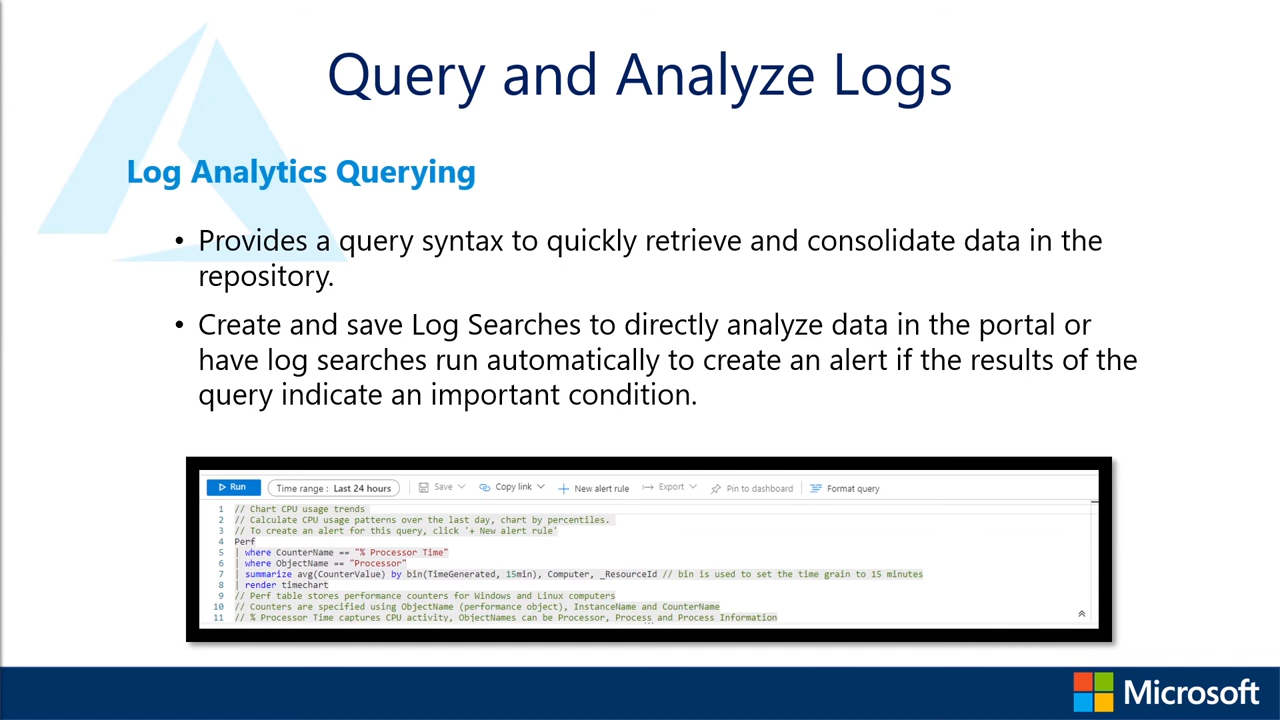 Query and Analyze Logs
Log Analytics Querying
• Provides a query syntax to quickly retrieve and consolidate data in the
repository.
• Create and save Log Searches to directly analyze data in the portal or
have log searches run automatically to create an alert if the results of the
query indicate an important condition.
Run Time range : Last 24 hours Save Copy link New alert rule Export Pin to dashboard Format query
1 // Chart CPU usage trends
2 // Calculate CPU usage patterns over the last day, chart by percentiles.
3 // To create an alert for this query, click '+ New alert rule'
4 Perf
5 | where CounterName == "% Processor Time"
6 | where ObjectName == "Processor"
7 | summarize avg(CounterValue) by bin(TimeGenerated, 15min), Computer, _ResourceId // bin is used to set the time grain to 15 minutes
8 | render timechart
9 // Perf table stores performance counters for Windows and Linux computers
10 // Counters are specified using ObjectName (performance object), InstanceName and CounterName
11 // % Processor Time captures CPU activity, ObjectNames can be Processor, Process and Process Information
Microsoft